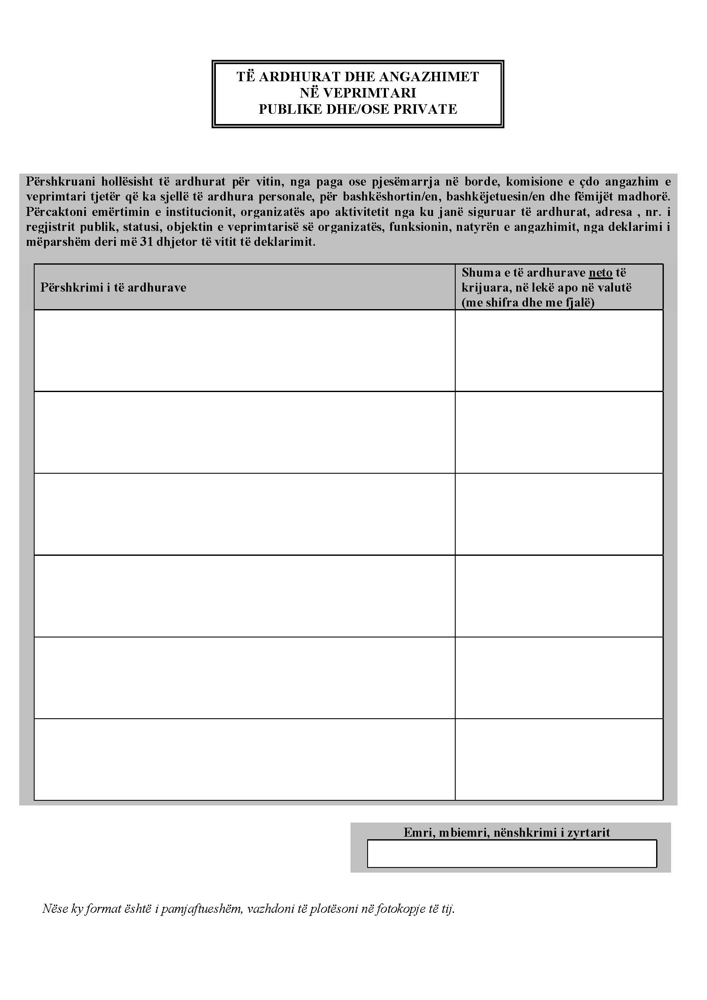 TË ARDHURAT DHE ANGAZHIMET
NË VEPRIMTARI
PUBLIKE DHE/OSE PRIVATE
Përshkruani hollësisht të ardhurat për vitin, nga paga ose pjesëmarrja në borde, komisione e çdo angazhim e
veprimtari tjetër që ka sjellë të ardhura personale, për bashkëshortin/en, bashkëjetuesin/en dhe fëmijët madhorë.
Përcaktoni emërtimin e institucionit, organizatës apo aktivitetit nga ku janë siguruar të ardhurat, adresa , nr. i
regjistrit publik, statusi, objektin e veprimtarisë së organizatës, funksionin, natyrën e angazhimit, nga deklarimi i
mëparshëm deri më 31 dhjetor të vitit të deklarimit.
Përshkrimi i të ardhurave
Shuma e të ardhurave neto të
krijuara, në lekë apo në valutë
(me shifra dhe me fjalë)
Emri, mbiemri, nënshkrimi i zyrtarit
Nëse ky format është i pamjaftueshëm, vazhdoni të plotësoni në fotokopje të tij.